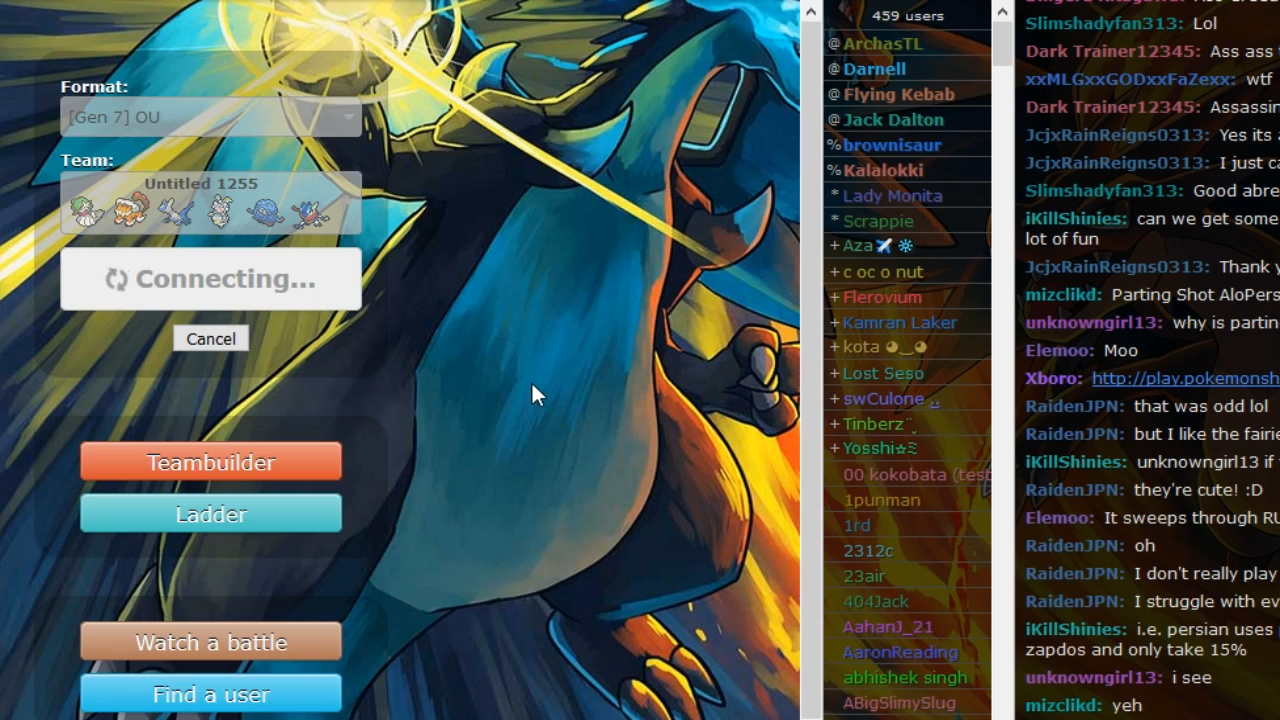 Format:
[Gen 7] OU
Team:
Untitled 1255
Connecting...
Cancel
Teambuilder
Ladder
Watch a battle
Find a user
459 users
@ ArchasTL
@ Darnell
@ Flying Kebab
@ Jack Dalton
% brownisaur
% Kalalokki
* Lady Monita
* Scrappie
+ Aza✈❄
+ c oc o nut
+ Flerovium
+ Kamran Laker
+ kota ◕‿◕
+ Lost Seso
+ swCulone
+ Tinberz
+ Yosshi☆ミ
00 kokobata (test
1punman
1rd
2312c
23air
404Jack
AahanJ_21
AaronReading
abhishek singh
ABigSlimySlug
Slimshadyfan313: Lol
Dark Trainer12345: Ass ass
xxMLGxxGODxxFaZexx: wtf
Dark Trainer12345: Assassin
JcjxRainReigns0313: Yes its
JcjxRainReigns0313: I just ca
Slimshadyfan313: Good abre
iKillShinies: can we get some
lot of fun
JcjxRainReigns0313: Thank y
mizclikd: Parting Shot AloPers
unknowngirl13: why is partin
Elemoo: Moo
Xboro: http://play.pokemonsh
RaidenJPN: that was odd lol
RaidenJPN: but I like the fairie
iKillShinies: unknowngirl13 if
RaidenJPN: they're cute! :D
Elemoo: It sweeps through RU
RaidenJPN: oh
RaidenJPN: I don't really play
RaidenJPN: I struggle with ev
iKillShinies: i.e. persian uses
zapdos and only take 15%
unknowngirl13: i see
mizclikd: yeh